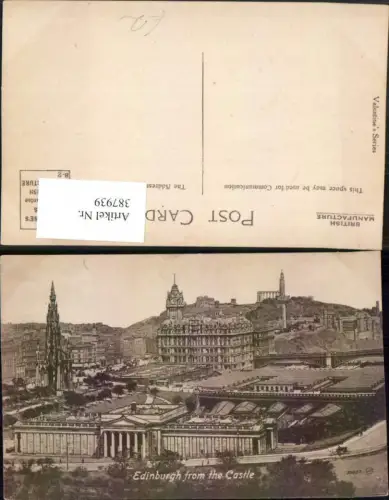 Valentine's Series
This space may be used for Communication
The Address
POST CARD
BRITISH
MANUFACTURE
Artikel Nr.
387939
Edinburgh from the Castle